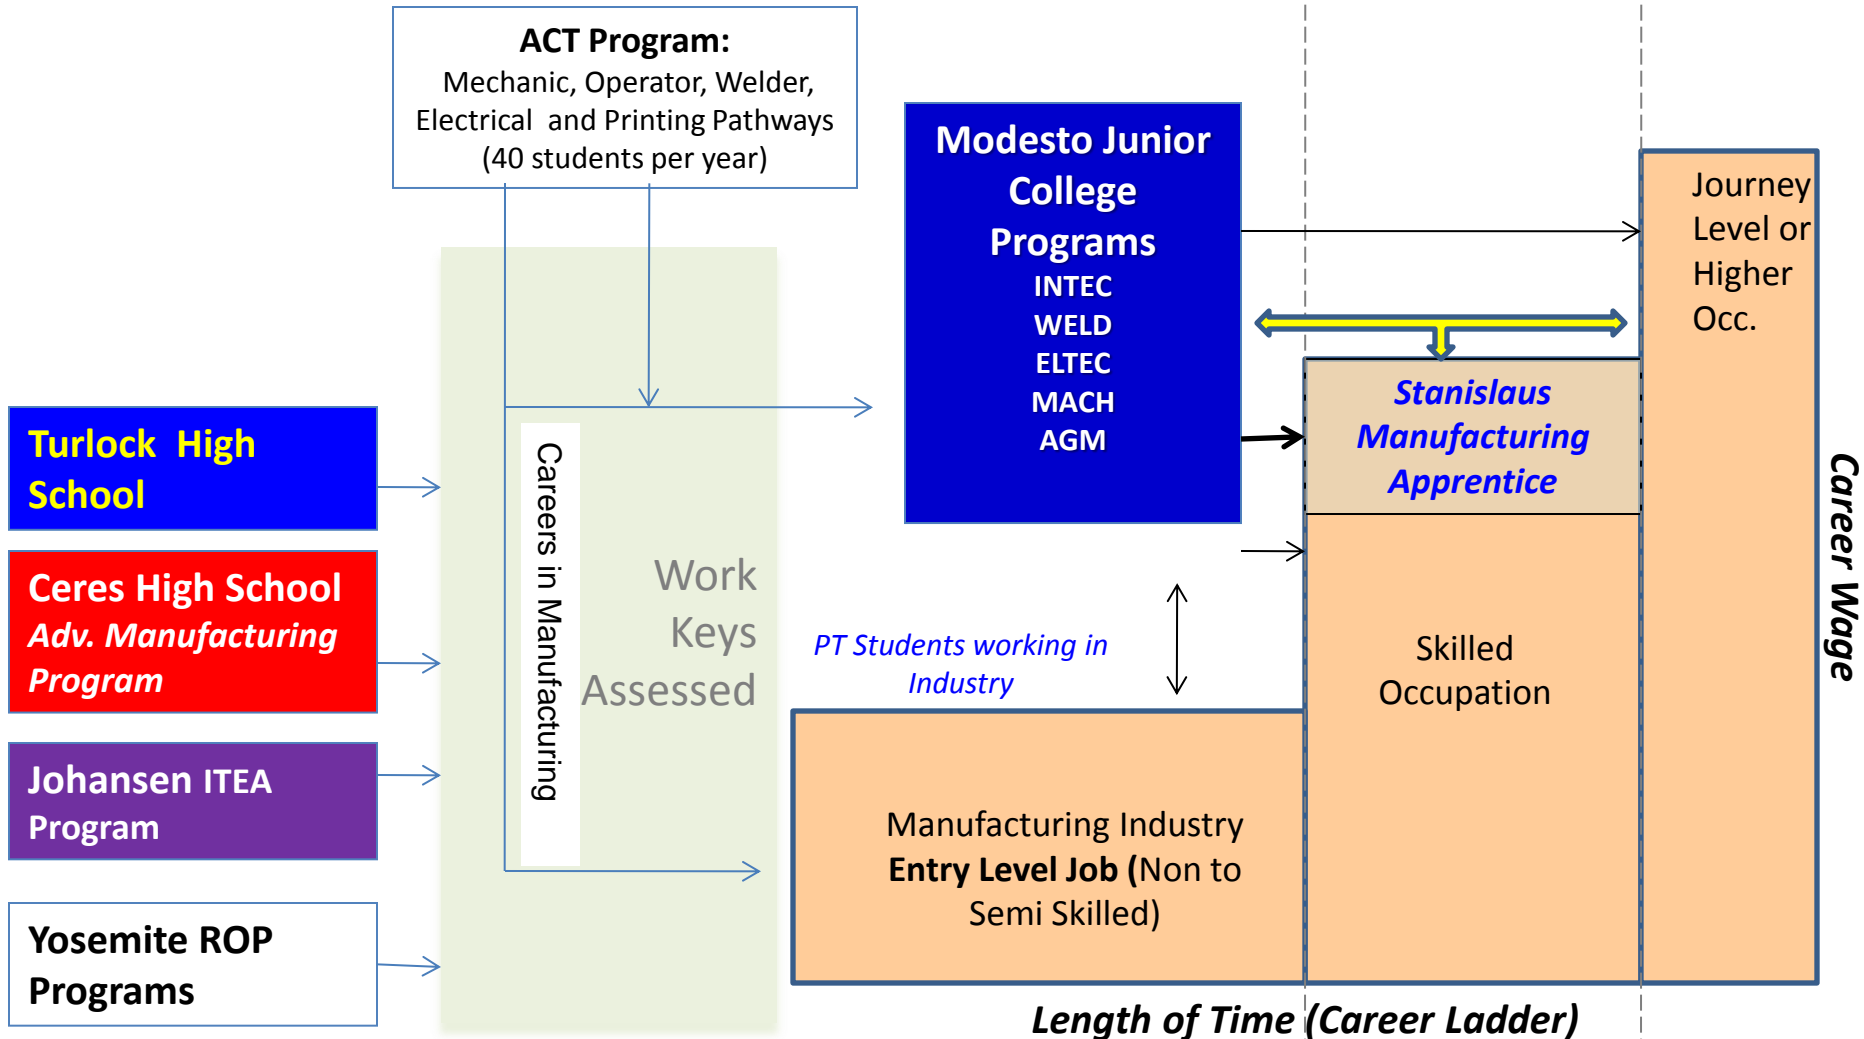 ACT Program:
Mechanic, Operator, Welder,
Electrical and Printing Pathways
(40 students per year)
Modesto Junior
College
Programs
INTEC
WELD
ELTEC
MACH
AGM
Journey
Level or
Higher
Occ.
Turlock High
School
Ceres High School
Adv. Manufacturing
Program
Johansen ITEA
Program
Yosemite ROP
Programs
Careers in Manufacturing
Work
Keys
Assessed
Stanislaus
Manufacturing
Apprentice
PT Students working in
Industry
Skilled
Occupation
Manufacturing Industry
Entry Level Job (Non to
Semi Skilled)
Career Wage
Length of Time (Career Ladder)